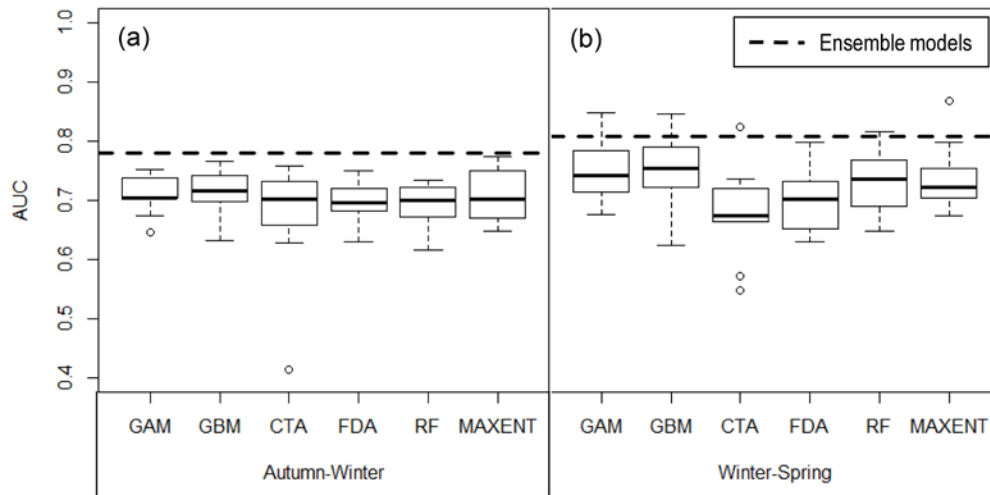 (a)
(b)
Ensemble models
AUC
1.0
0.9
0.8
0.7
0.6
0.5
0.4
GAM GBM CTA FDA RF MAXENT
GAM GBM CTA FDA RF MAXENT
Autumn-Winter
Winter-Spring